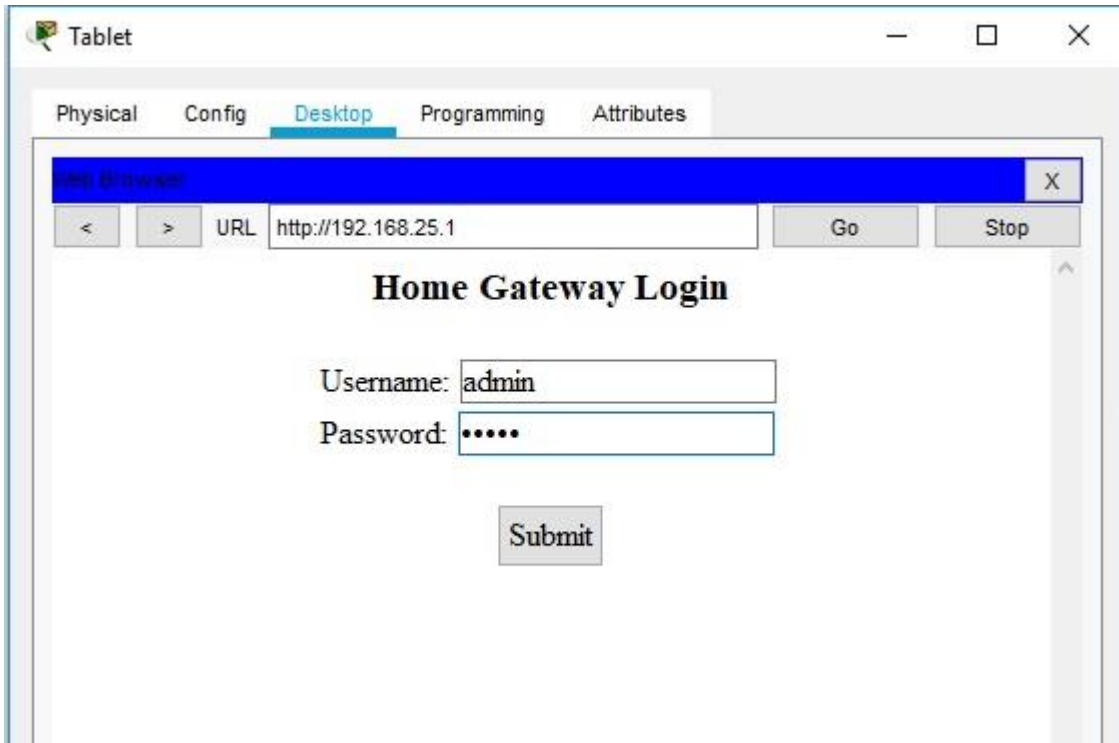 Tablet
Physical Config Desktop Programming Attributes
Web Browser X
< > URL http://192.168.25.1 Go Stop
Home Gateway Login
Username: admin
Password: •••••
Submit